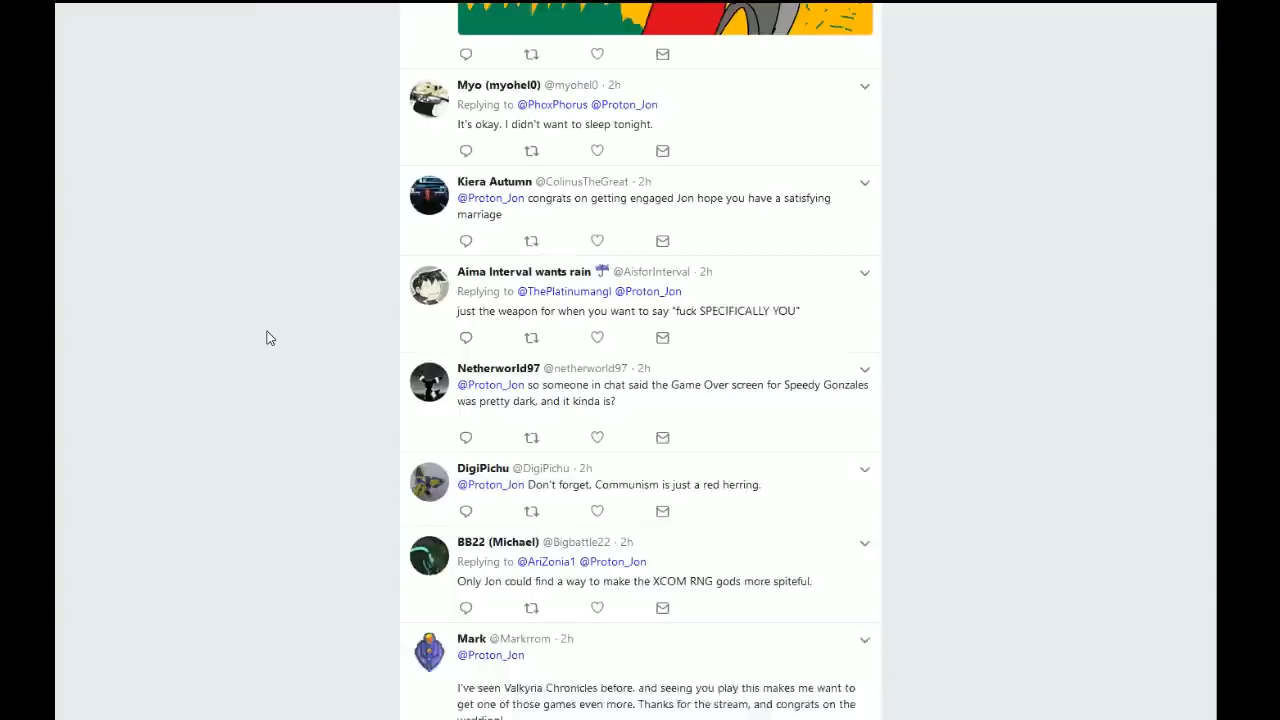 Myo (myohel0) @myohel0 · 2h
Replying to @PhoxPhorus @Proton_Jon
It's okay. I didn't want to sleep tonight.
Kiera Autumn @ColinusTheGreat · 2h
@Proton_Jon congrats on getting engaged Jon hope you have a satisfying
marriage
Aima Interval wants rain ☔ @AisforInterval · 2h
Replying to @ThePlatinumangl @Proton_Jon
just the weapon for when you want to say "fuck SPECIFICALLY YOU"
Netherworld97 @netherworld97 · 2h
@Proton_Jon so someone in chat said the Game Over screen for Speedy Gonzales
was pretty dark, and it kinda is?
DigiPichu @DigiPichu · 2h
@Proton_Jon Don't forget, Communism is just a red herring.
BB22 (Michael) @Bigbattle22 · 2h
Replying to @AriZonia1 @Proton_Jon
Only Jon could find a way to make the XCOM RNG gods more spiteful.
Mark @Markrrom · 2h
@Proton_Jon
I've seen Valkyria Chronicles before, and seeing you play this makes me want to
get one of those games even more. Thanks for the stream, and congrats on the